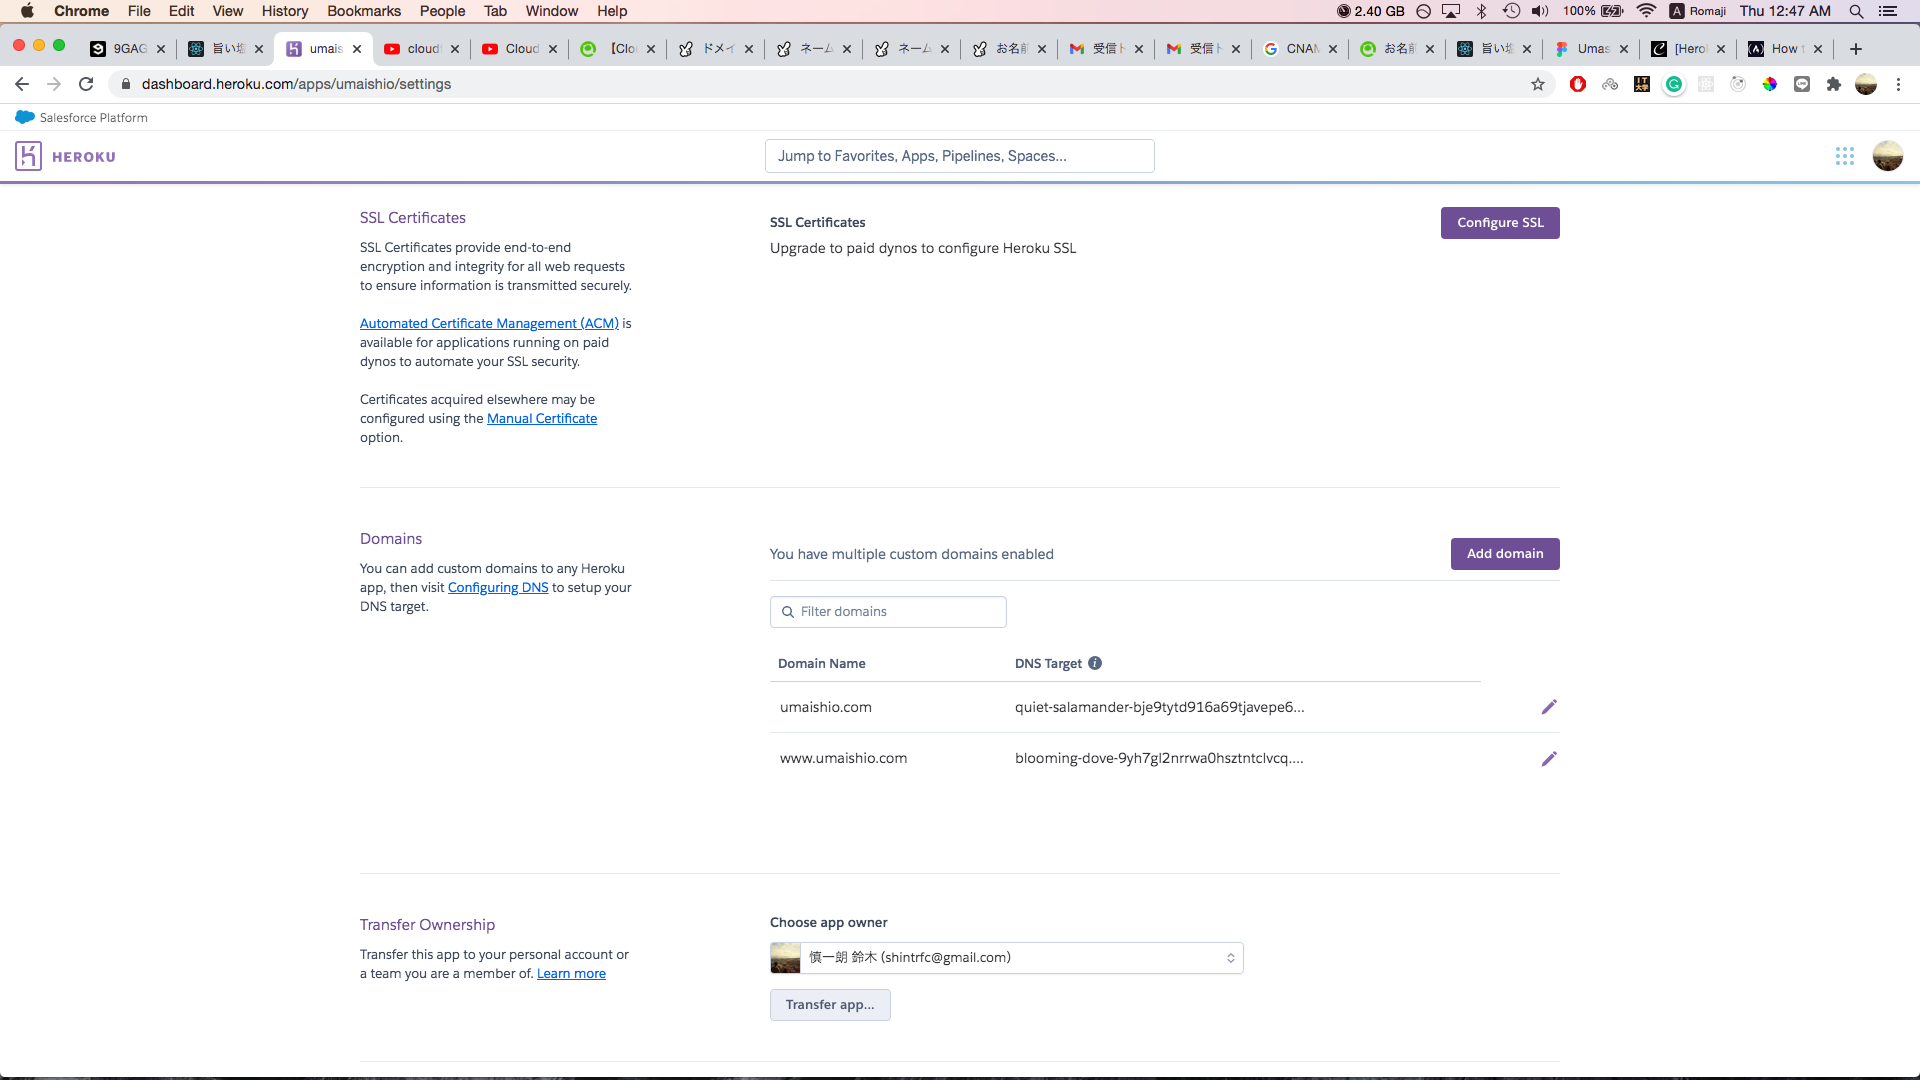 Chrome File Edit View History Bookmarks People Tab Window Help 2.40 GB 100% A Romaji Thu 12:47 AM
9GAG 旨い塩 umais cloudf Cloud 【Clou ドメイ ネーム ネーム お名前 受信ト 受信ト CNAM お名前 旨い塩 Umas [Hero How t
dashboard.heroku.com/apps/umaishio/settings
Salesforce Platform
HEROKU
Jump to Favorites, Apps, Pipelines, Spaces...
SSL Certificates
SSL Certificates provide end-to-end
encryption and integrity for all web requests
to ensure information is transmitted securely.
Automated Certificate Management (ACM) is
available for applications running on paid
dynos to automate your SSL security.
Certificates acquired elsewhere may be
configured using the Manual Certificate
option.
SSL Certificates
Upgrade to paid dynos to configure Heroku SSL
Configure SSL
Domains
You can add custom domains to any Heroku
app, then visit Configuring DNS to setup your
DNS target.
You have multiple custom domains enabled
Add domain
Filter domains
Domain Name DNS Target
umaishio.com quiet-salamander-bje9tytd916a69tjavepe6...
www.umaishio.com blooming-dove-9yh7gl2nrrwa0hsztntclvcq....
Transfer Ownership
Transfer this app to your personal account or
a team you are a member of. Learn more
Choose app owner
慎一朗 鈴木 (shintrfc@gmail.com)
Transfer app...